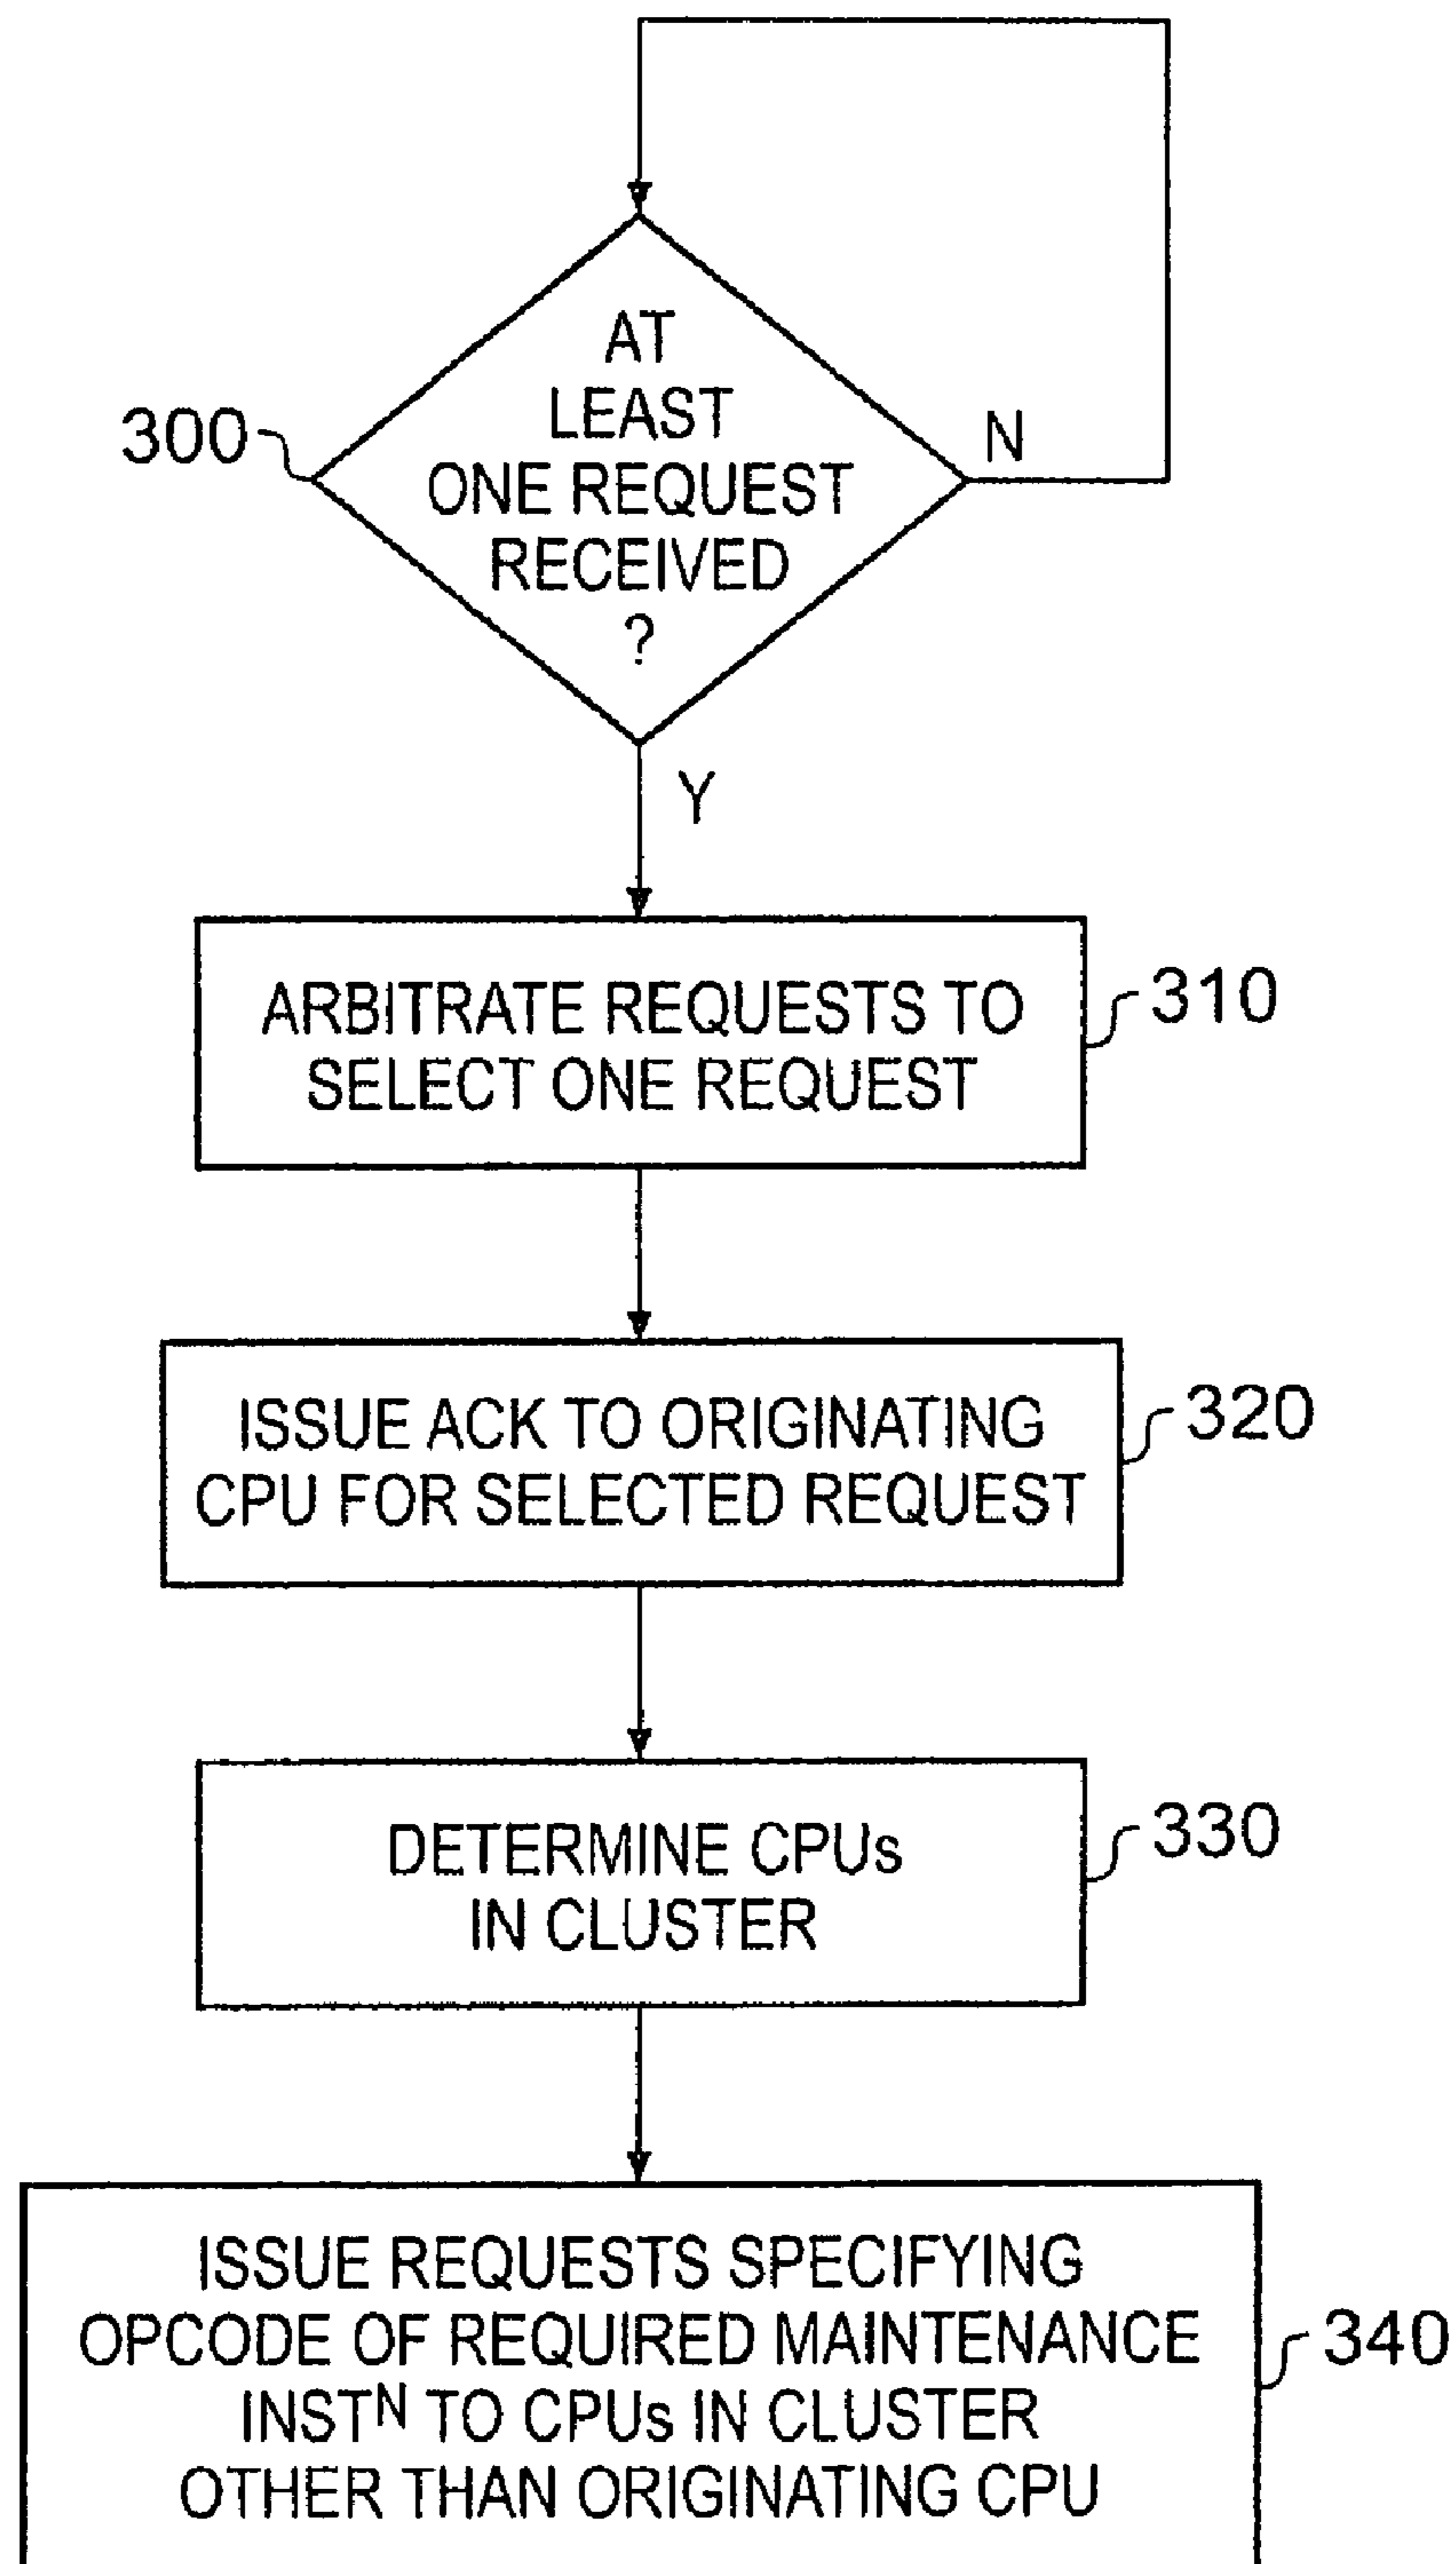 AT
LEAST
ONE REQUEST
RECEIVED
?
300
N
Y
ARBITRATE REQUESTS TO
SELECT ONE REQUEST
310
ISSUE ACK TO ORIGINATING
CPU FOR SELECTED REQUEST
320
DETERMINE CPUs
IN CLUSTER
330
ISSUE REQUESTS SPECIFYING
OPCODE OF REQUIRED MAINTENANCE
INSTᴺ TO CPUs IN CLUSTER
OTHER THAN ORIGINATING CPU
340